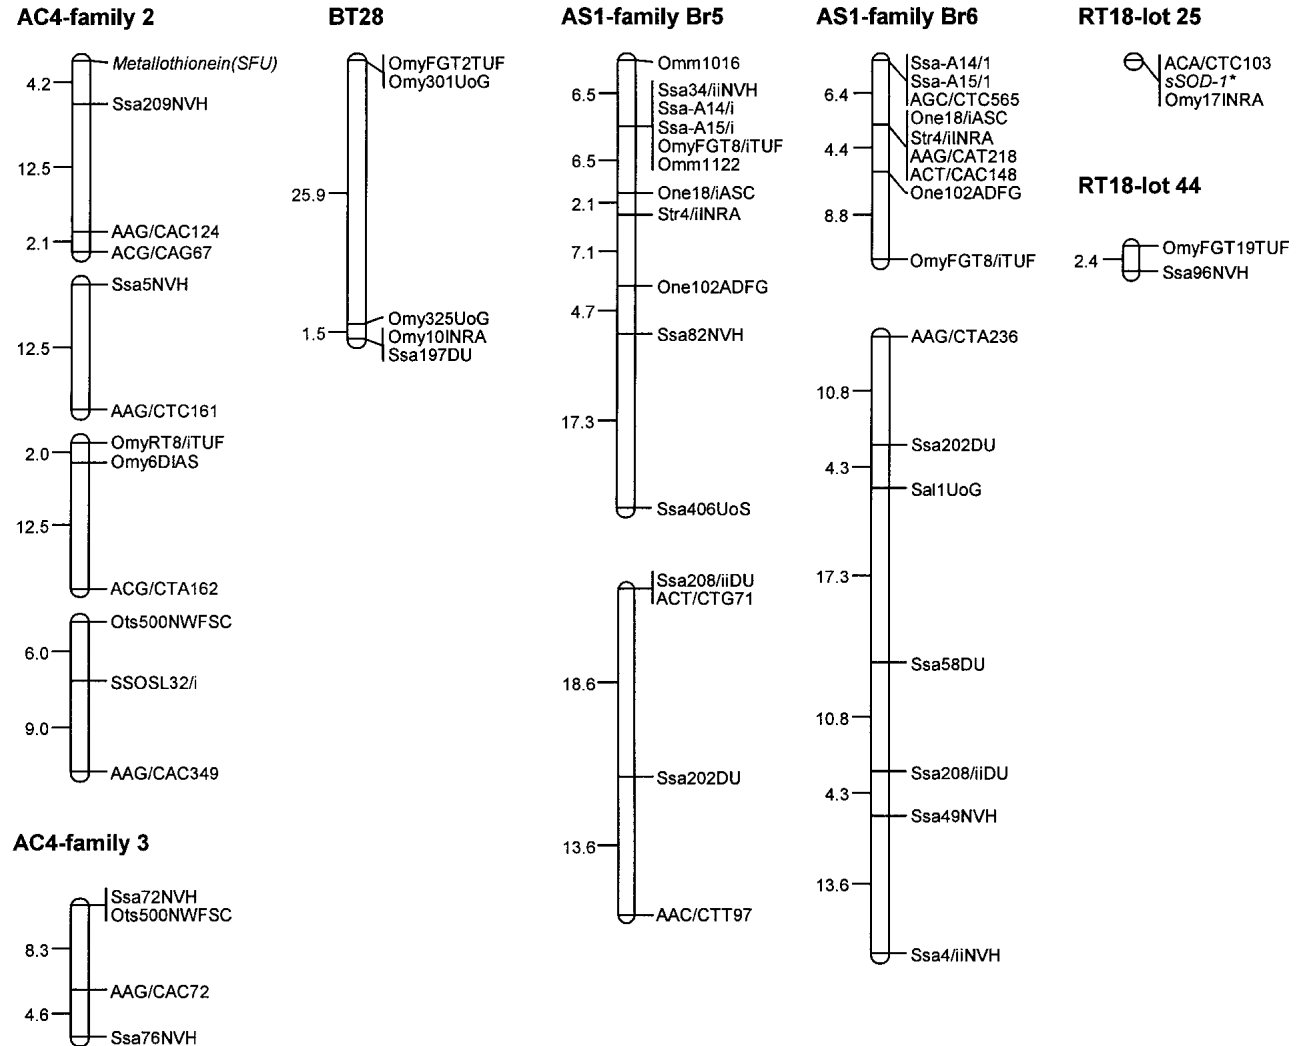 AC4-family 2
Metallothionein(SFU)
4.2
Ssa209NVH
12.5
AAG/CAC124
2.1
ACG/CAG67
Ssa5NVH
12.5
AAG/CTC161
OmyRT8/iTUF
2.0
Omy6DIAS
12.5
ACG/CTA162
Ots500NWFSC
6.0
SSOSL32/i
9.0
AAG/CAC349
AC4-family 3
Ssa72NVH
Ots500NWFSC
8.3
AAG/CAC72
4.6
Ssa76NVH
BT28
OmyFGT2TUF
Omy301UoG
25.9
Omy325UoG
1.5
Omy10INRA
Ssa197DU
AS1-family Br5
Omm1016
6.5
Ssa34/iiNVH
Ssa-A14/i
Ssa-A15/i
OmyFGT8/iTUF
Omm1122
6.5
One18/iASC
2.1
Str4/iINRA
7.1
One102ADFG
4.7
Ssa82NVH
17.3
Ssa406UoS
Ssa208/iiDU
ACT/CTG71
18.6
Ssa202DU
13.6
AAC/CTT97
AS1-family Br6
Ssa-A14/1
Ssa-A15/1
AGC/CTC565
6.4
One18/iASC
Str4/iINRA
AAG/CAT218
ACT/CAC148
4.4
One102ADFG
8.8
OmyFGT8/iTUF
AAG/CTA236
10.8
Ssa202DU
4.3
Sal1UoG
17.3
Ssa58DU
10.8
Ssa208/iiDU
4.3
Ssa49NVH
13.6
Ssa4/iiNVH
RT18-lot 25
ACA/CTC103
sSOD-1*
Omy17INRA
RT18-lot 44
OmyFGT19TUF
2.4
Ssa96NVH